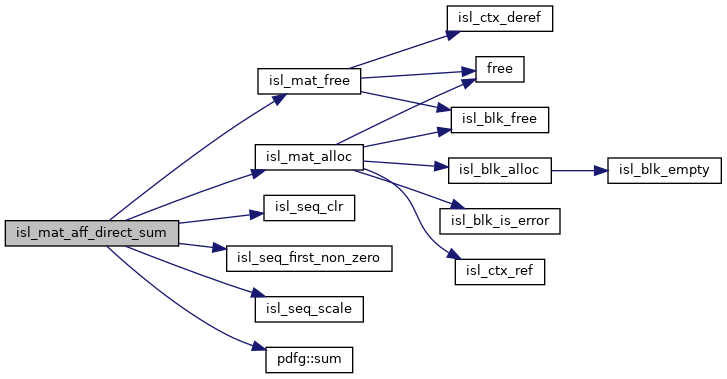 isl_ctx_deref
isl_mat_free
free
isl_blk_free
isl_mat_alloc
isl_blk_alloc
isl_blk_empty
isl_seq_clr
isl_blk_is_error
isl_mat_aff_direct_sum
isl_seq_first_non_zero
isl_ctx_ref
isl_seq_scale
pdfg::sum